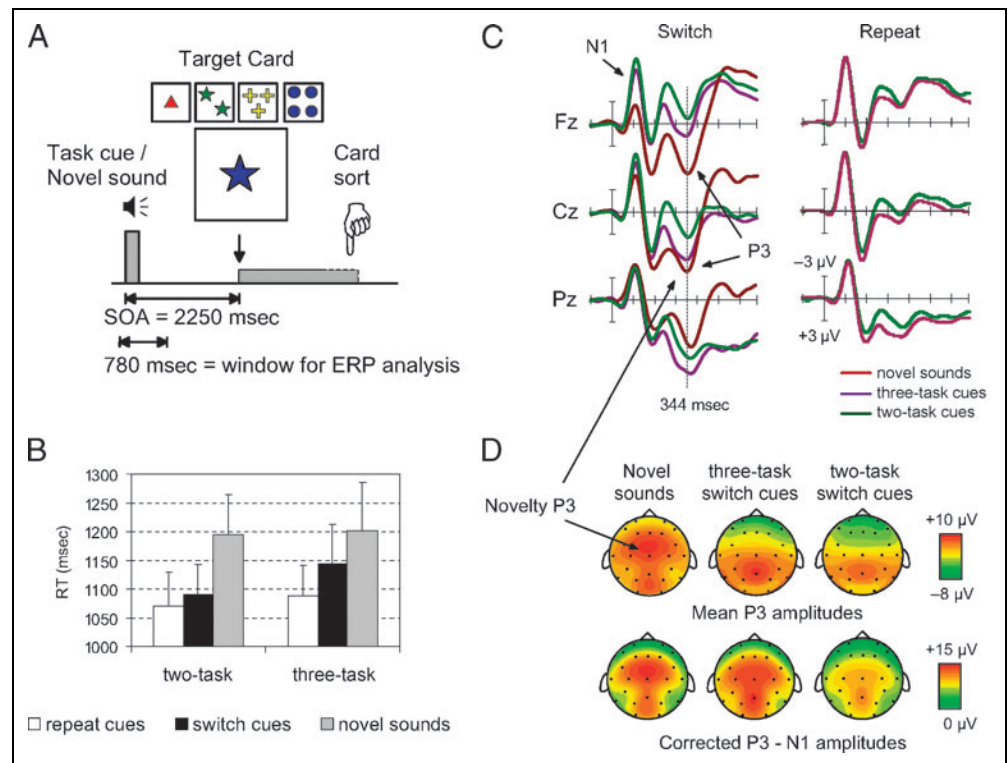 A
Target Card
Task cue /
Novel sound
Card
sort
SOA = 2250 msec
780 msec = window for ERP analysis
B
1300
1250
1200
1150
1100
1050
1000
RT (msec)
two-task
three-task
repeat cues
switch cues
novel sounds
C
Switch
Repeat
N1
Fz
Cz
Pz
P3
–3 µV
+3 µV
344 msec
novel sounds
three-task cues
two-task cues
D
Novelty P3
Novel
sounds
three-task
switch cues
two-task
switch cues
+10 µV
–8 µV
Mean P3 amplitudes
+15 µV
0 µV
Corrected P3 - N1 amplitudes